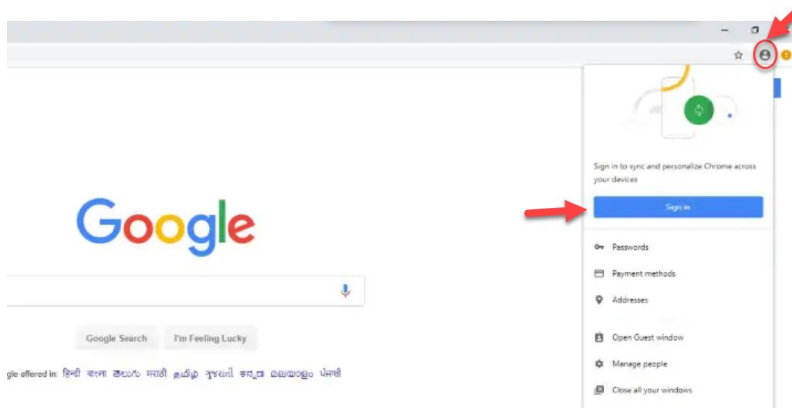 Sign in to sync and personalize Chrome across
your devices
Sign in
Google
Passwords
Payment methods
Addresses
Google Search I'm Feeling Lucky
Open Guest window
Manage people
gle offered in: हिन्दी বাংলা తెలుగు मराठी தமிழ் ગુજરાતી ಕನ್ನಡ മലയാളം ਪੰਜਾਬੀ
Close all your windows